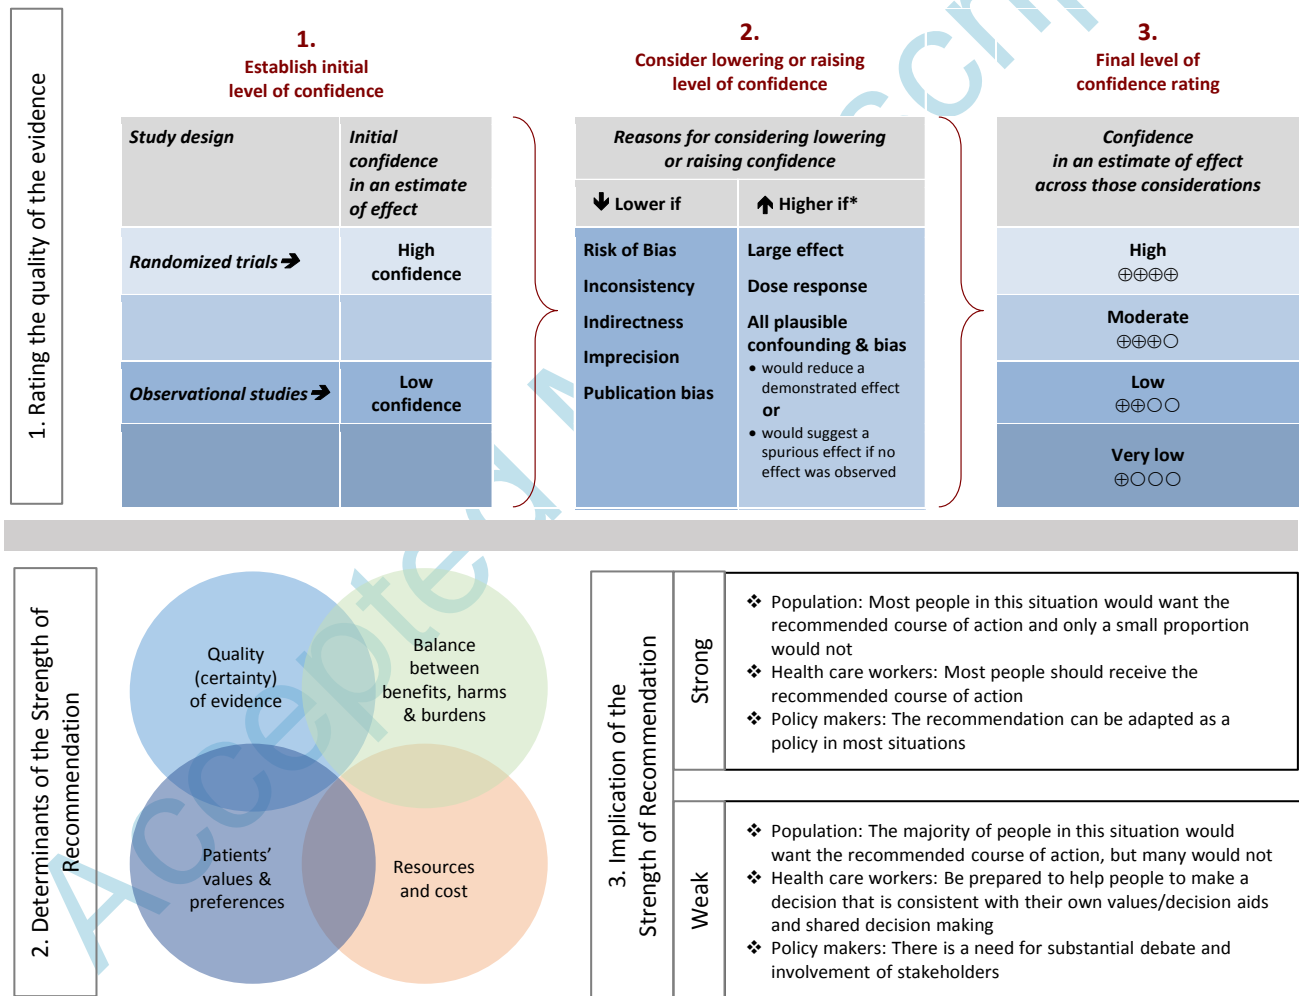 1. Rating the quality of the evidence
1.
Establish initial
level of confidence
2.
Consider lowering or raising
level of confidence
3.
Final level of
confidence rating
Study design
Initial
confidence
in an estimate
of effect
Randomized trials ➔
High
confidence
Observational studies ➔
Low
confidence
Reasons for considering lowering
or raising confidence
🡇 Lower if
🡅 Higher if*
Risk of Bias
Inconsistency
Indirectness
Imprecision
Publication bias
Large effect
Dose response
All plausible
confounding & bias
• would reduce a
demonstrated effect
or
• would suggest a
spurious effect if no
effect was observed
Confidence
in an estimate of effect
across those considerations
High
⊕⊕⊕⊕
Moderate
⊕⊕⊕○
Low
⊕⊕○○
Very low
⊕○○○
2. Determinants of the Strength of
Recommendation
Quality
(certainty)
of evidence
Balance
between
benefits, harms
& burdens
Patients’
values &
preferences
Resources
and cost
3. Implication of the
Strength of Recommendation
Strong
❖ Population: Most people in this situation would want the
recommended course of action and only a small proportion
would not
❖ Health care workers: Most people should receive the
recommended course of action
❖ Policy makers: The recommendation can be adapted as a
policy in most situations
Weak
❖ Population: The majority of people in this situation would
want the recommended course of action, but many would not
❖ Health care workers: Be prepared to help people to make a
decision that is consistent with their own values/decision aids
and shared decision making
❖ Policy makers: There is a need for substantial debate and
involvement of stakeholders
Accepted